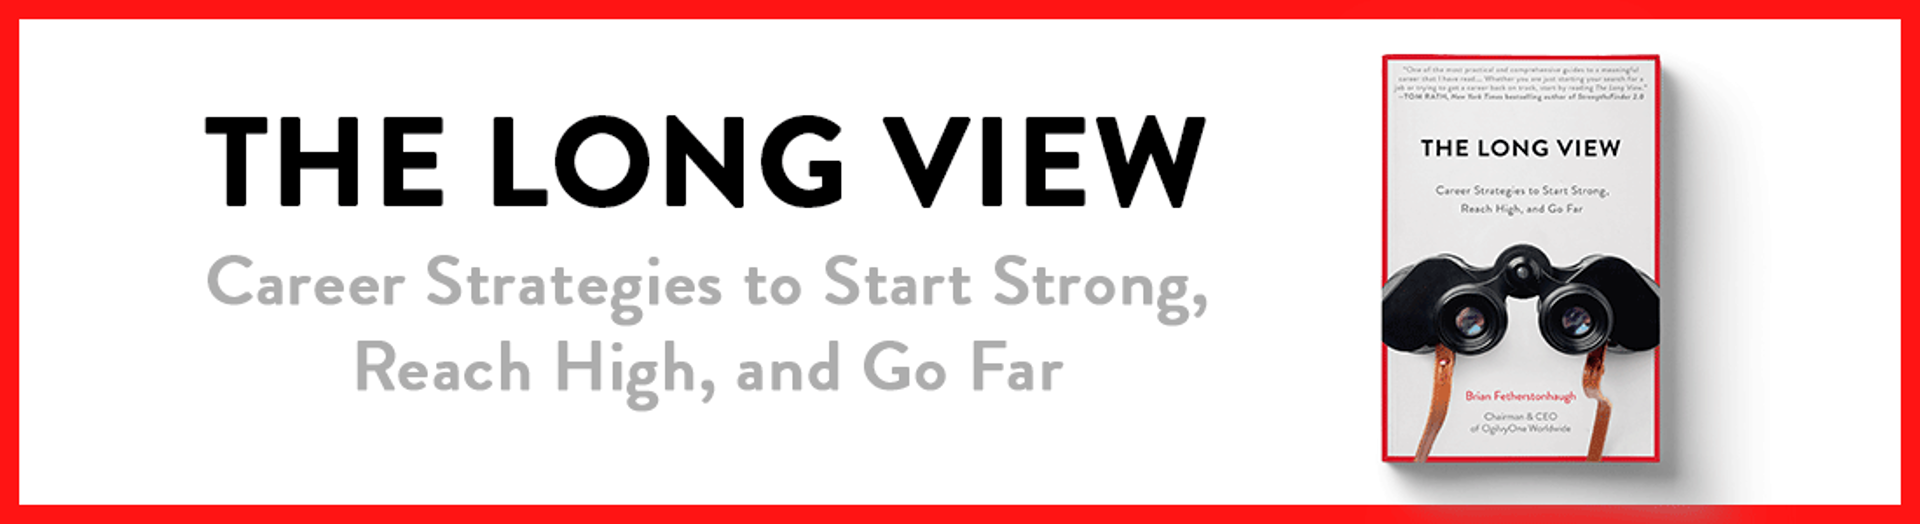 THE LONG VIEW
Career Strategies to Start Strong,
Reach High, and Go Far
"One of the most practical and comprehensive guides to a meaningful
career that I have read... Whether you are just starting your search for a
job or trying to get a career back on track, start by reading The Long View."
—TOM RATH, New York Times bestselling author of StrengthsFinder 2.0
THE LONG VIEW
Career Strategies to Start Strong,
Reach High, and Go Far
Brian Fetherstonhaugh
Chairman & CEO
of OgilvyOne Worldwide